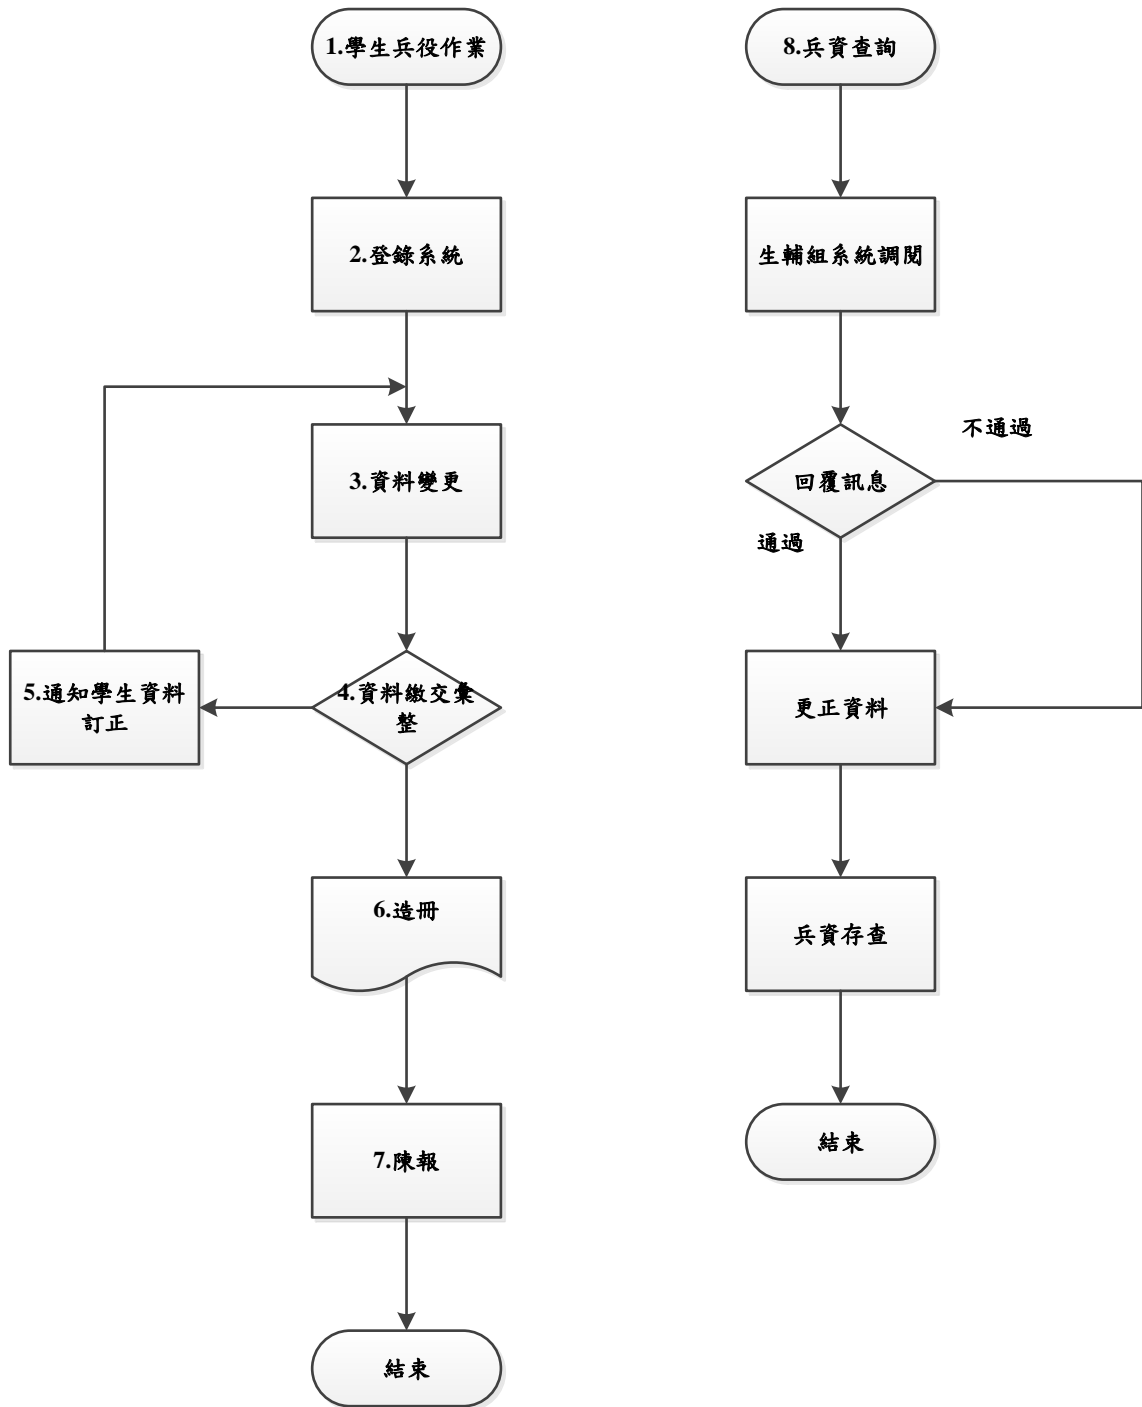 1.學生兵役作業
2.登錄系統
3.資料變更
4.資料繳交彙
整
5.通知學生資料
訂正
6.造冊
7.陳報
結束
8.兵資查詢
生輔組系統調閱
回覆訊息
不通過
通過
更正資料
兵資存查
結束